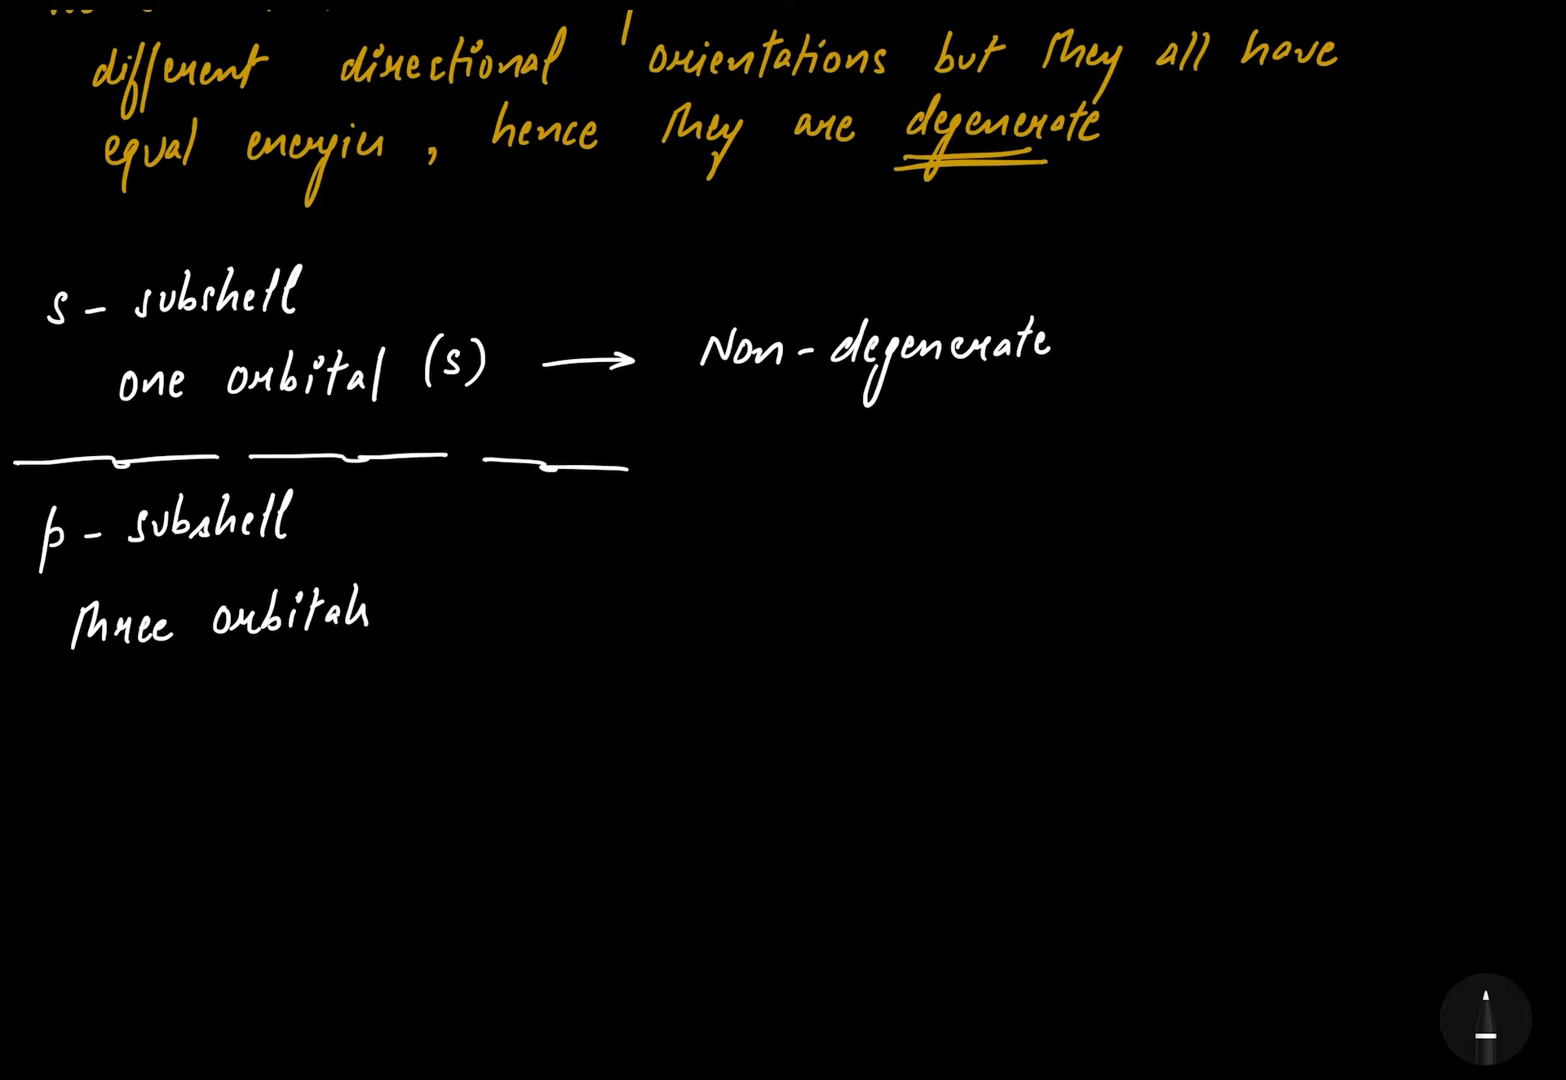 different directional orientations but they all have
equal energies, hence they are degenerate
s - subshell
one orbital (s) → Non-degenerate
p - subshell
three orbitals